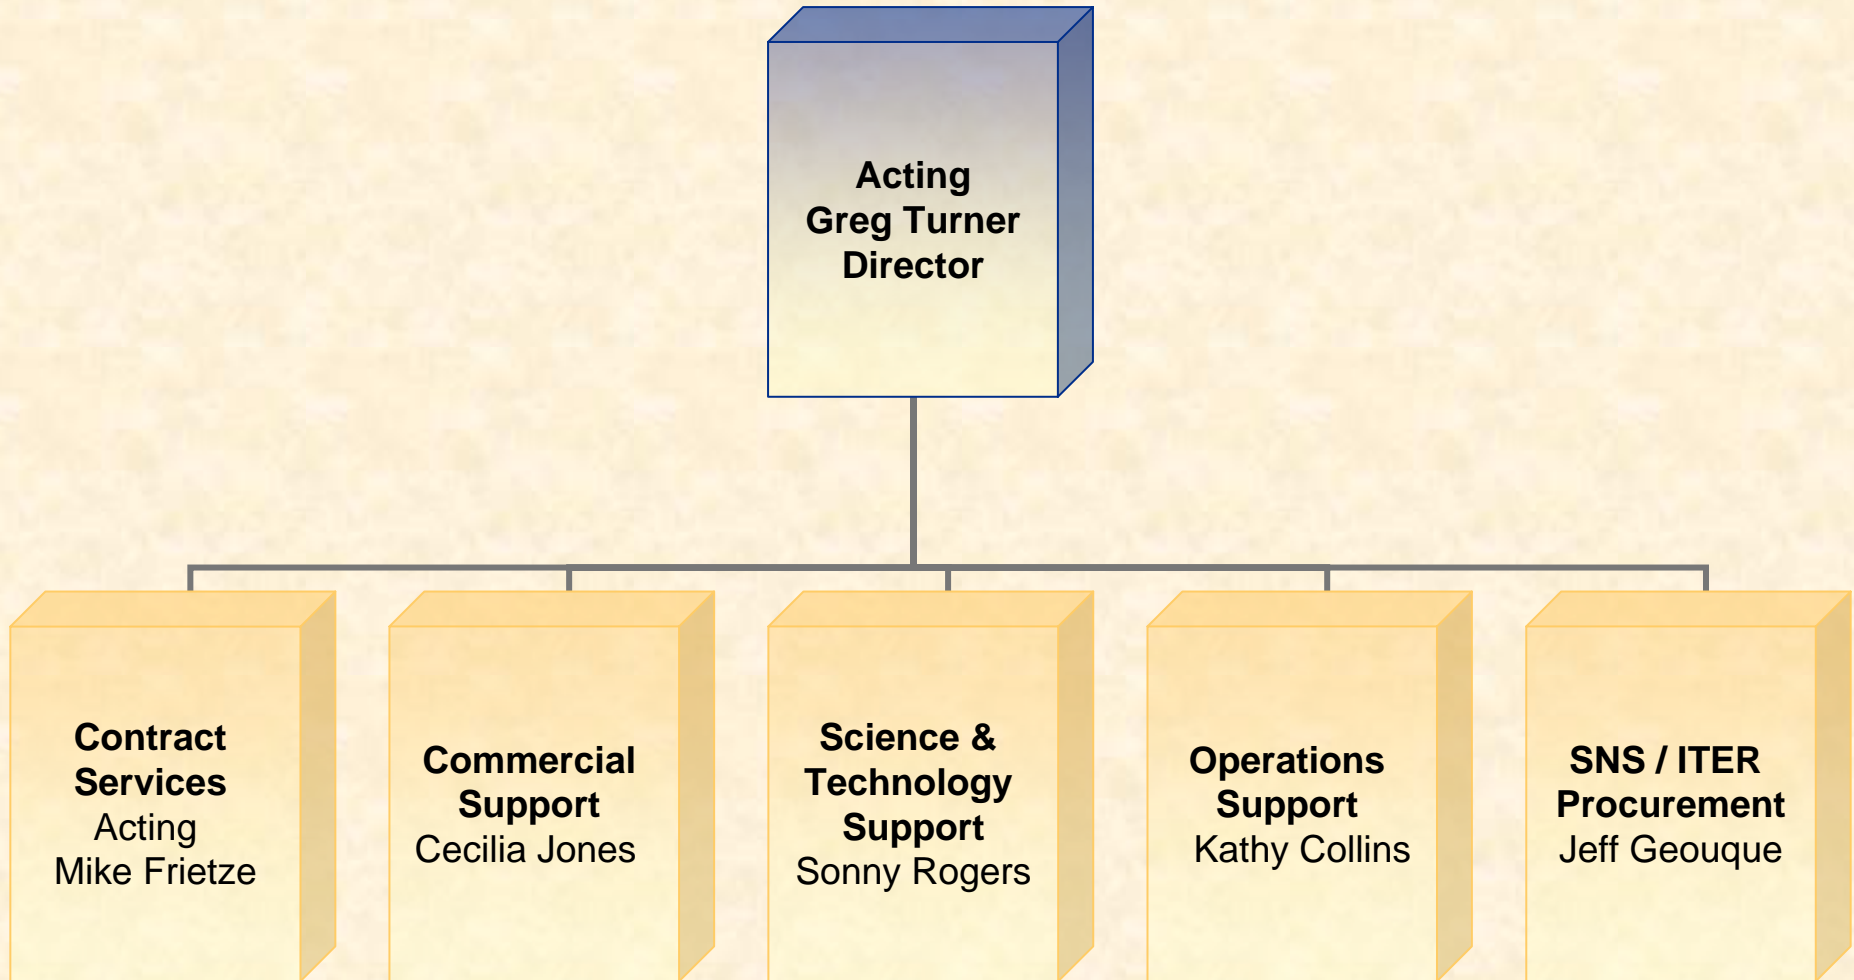 Acting
Greg Turner
Director
Contract
Services
Acting
Mike Frietze
Commercial
Support
Cecilia Jones
Science &
Technology
Support
Sonny Rogers
Operations
Support
Kathy Collins
SNS / ITER
Procurement
Jeff Geouque